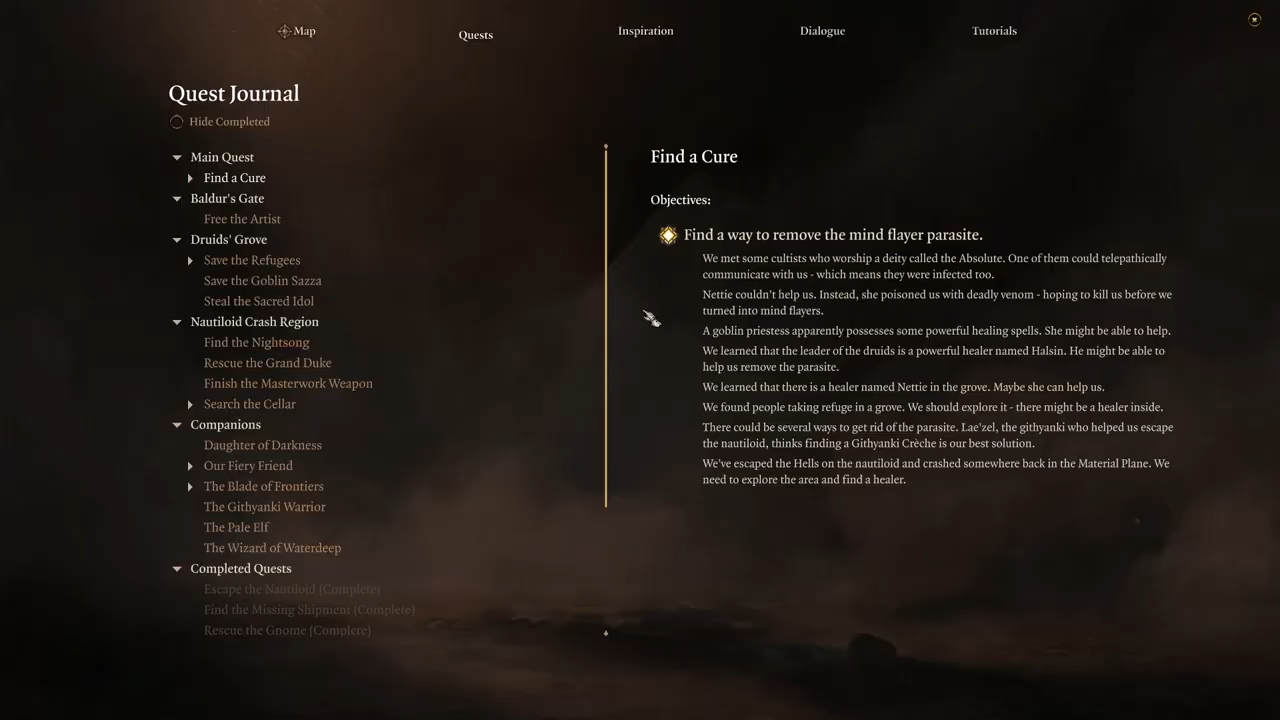 Map
Quests
Inspiration
Dialogue
Tutorials
Quest Journal
Hide Completed
Main Quest
Find a Cure
Baldur's Gate
Free the Artist
Druids' Grove
Save the Refugees
Save the Goblin Sazza
Steal the Sacred Idol
Nautiloid Crash Region
Find the Nightsong
Rescue the Grand Duke
Finish the Masterwork Weapon
Search the Cellar
Companions
Daughter of Darkness
Our Fiery Friend
The Blade of Frontiers
The Githyanki Warrior
The Pale Elf
The Wizard of Waterdeep
Completed Quests
Escape the Nautiloid (Complete)
Find the Missing Shipment (Complete)
Rescue the Gnome (Complete)
Find a Cure
Objectives:
Find a way to remove the mind flayer parasite.
We met some cultists who worship a deity called the Absolute. One of them could telepathically
communicate with us - which means they were infected too.
Nettie couldn't help us. Instead, she poisoned us with deadly venom - hoping to kill us before we
turned into mind flayers.
A goblin priestess apparently possesses some powerful healing spells. She might be able to help.
We learned that the leader of the druids is a powerful healer named Halsin. He might be able to
help us remove the parasite.
We learned that there is a healer named Nettie in the grove. Maybe she can help us.
We found people taking refuge in a grove. We should explore it - there might be a healer inside.
There could be several ways to get rid of the parasite. Lae'zel, the githyanki who helped us escape
the nautiloid, thinks finding a Githyanki Crèche is our best solution.
We've escaped the Hells on the nautiloid and crashed somewhere back in the Material Plane. We
need to explore the area and find a healer.